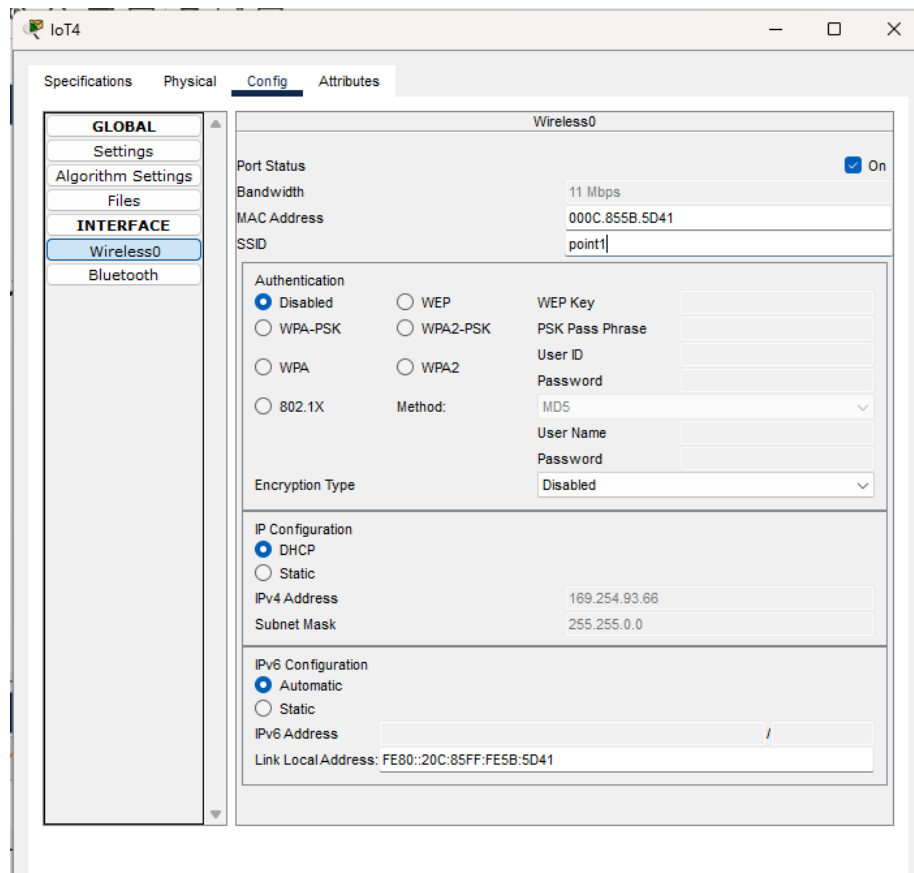 IoT4
Specifications Physical Config Attributes
GLOBAL
Settings
Algorithm Settings
Files
INTERFACE
Wireless0
Bluetooth
Wireless0
Port Status On
Bandwidth 11 Mbps
MAC Address 000C.855B.5D41
SSID point1
Authentication
Disabled WEP WEP Key
WPA-PSK WPA2-PSK PSK Pass Phrase
User ID
WPA WPA2
Password
802.1X Method: MD5
User Name
Password
Encryption Type Disabled
IP Configuration
DHCP
Static
IPv4 Address 169.254.93.66
Subnet Mask 255.255.0.0
IPv6 Configuration
Automatic
Static
IPv6 Address /
Link Local Address: FE80::20C:85FF:FE5B:5D41